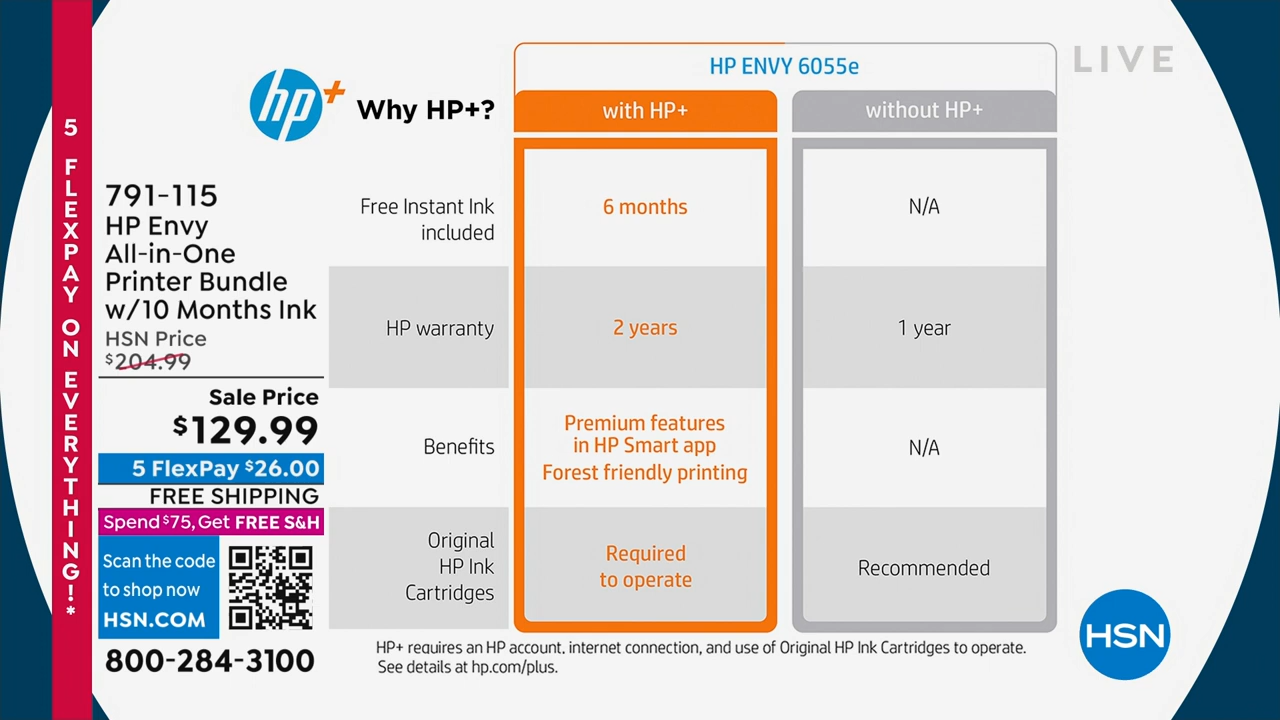 5 FLEXPAY ON EVERYTHING!*
LIVE
hp+
Why HP+?
HP ENVY 6055e
with HP+
without HP+
Free Instant Ink
included
6 months
N/A
HP warranty
2 years
1 year
Benefits
Premium features
in HP Smart app
Forest friendly printing
N/A
Original
HP Ink
Cartridges
Required
to operate
Recommended
HP+ requires an HP account, internet connection, and use of Original HP Ink Cartridges to operate.
See details at hp.com/plus.
791-115
HP Envy
All-in-One
Printer Bundle
w/10 Months Ink
HSN Price
$204.99
Sale Price
$129.99
5 FlexPay $26.00
FREE SHIPPING
Spend $75, Get FREE S&H
Scan the code
to shop now
HSN.COM
800-284-3100
HSN